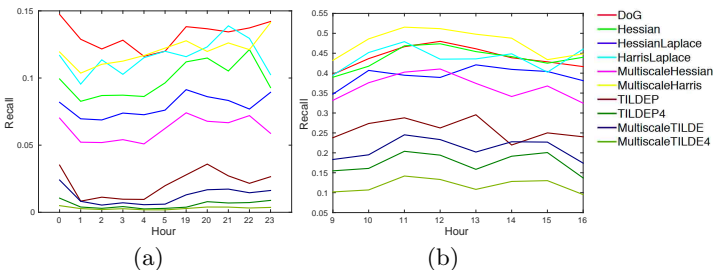 0.15
0.1
0.05
0
Recall
0 1 2 3 4 5 19 20 21 22 23
Hour
(a)
0.55
0.5
0.45
0.4
0.35
0.3
0.25
0.2
0.15
0.1
0.05
Recall
9 10 11 12 13 14 15 16
Hour
(b)
DoG
Hessian
HessianLaplace
HarrisLaplace
MultiscaleHessian
MultiscaleHarris
TILDEP
TILDEP4
MultiscaleTILDE
MultiscaleTILDE4